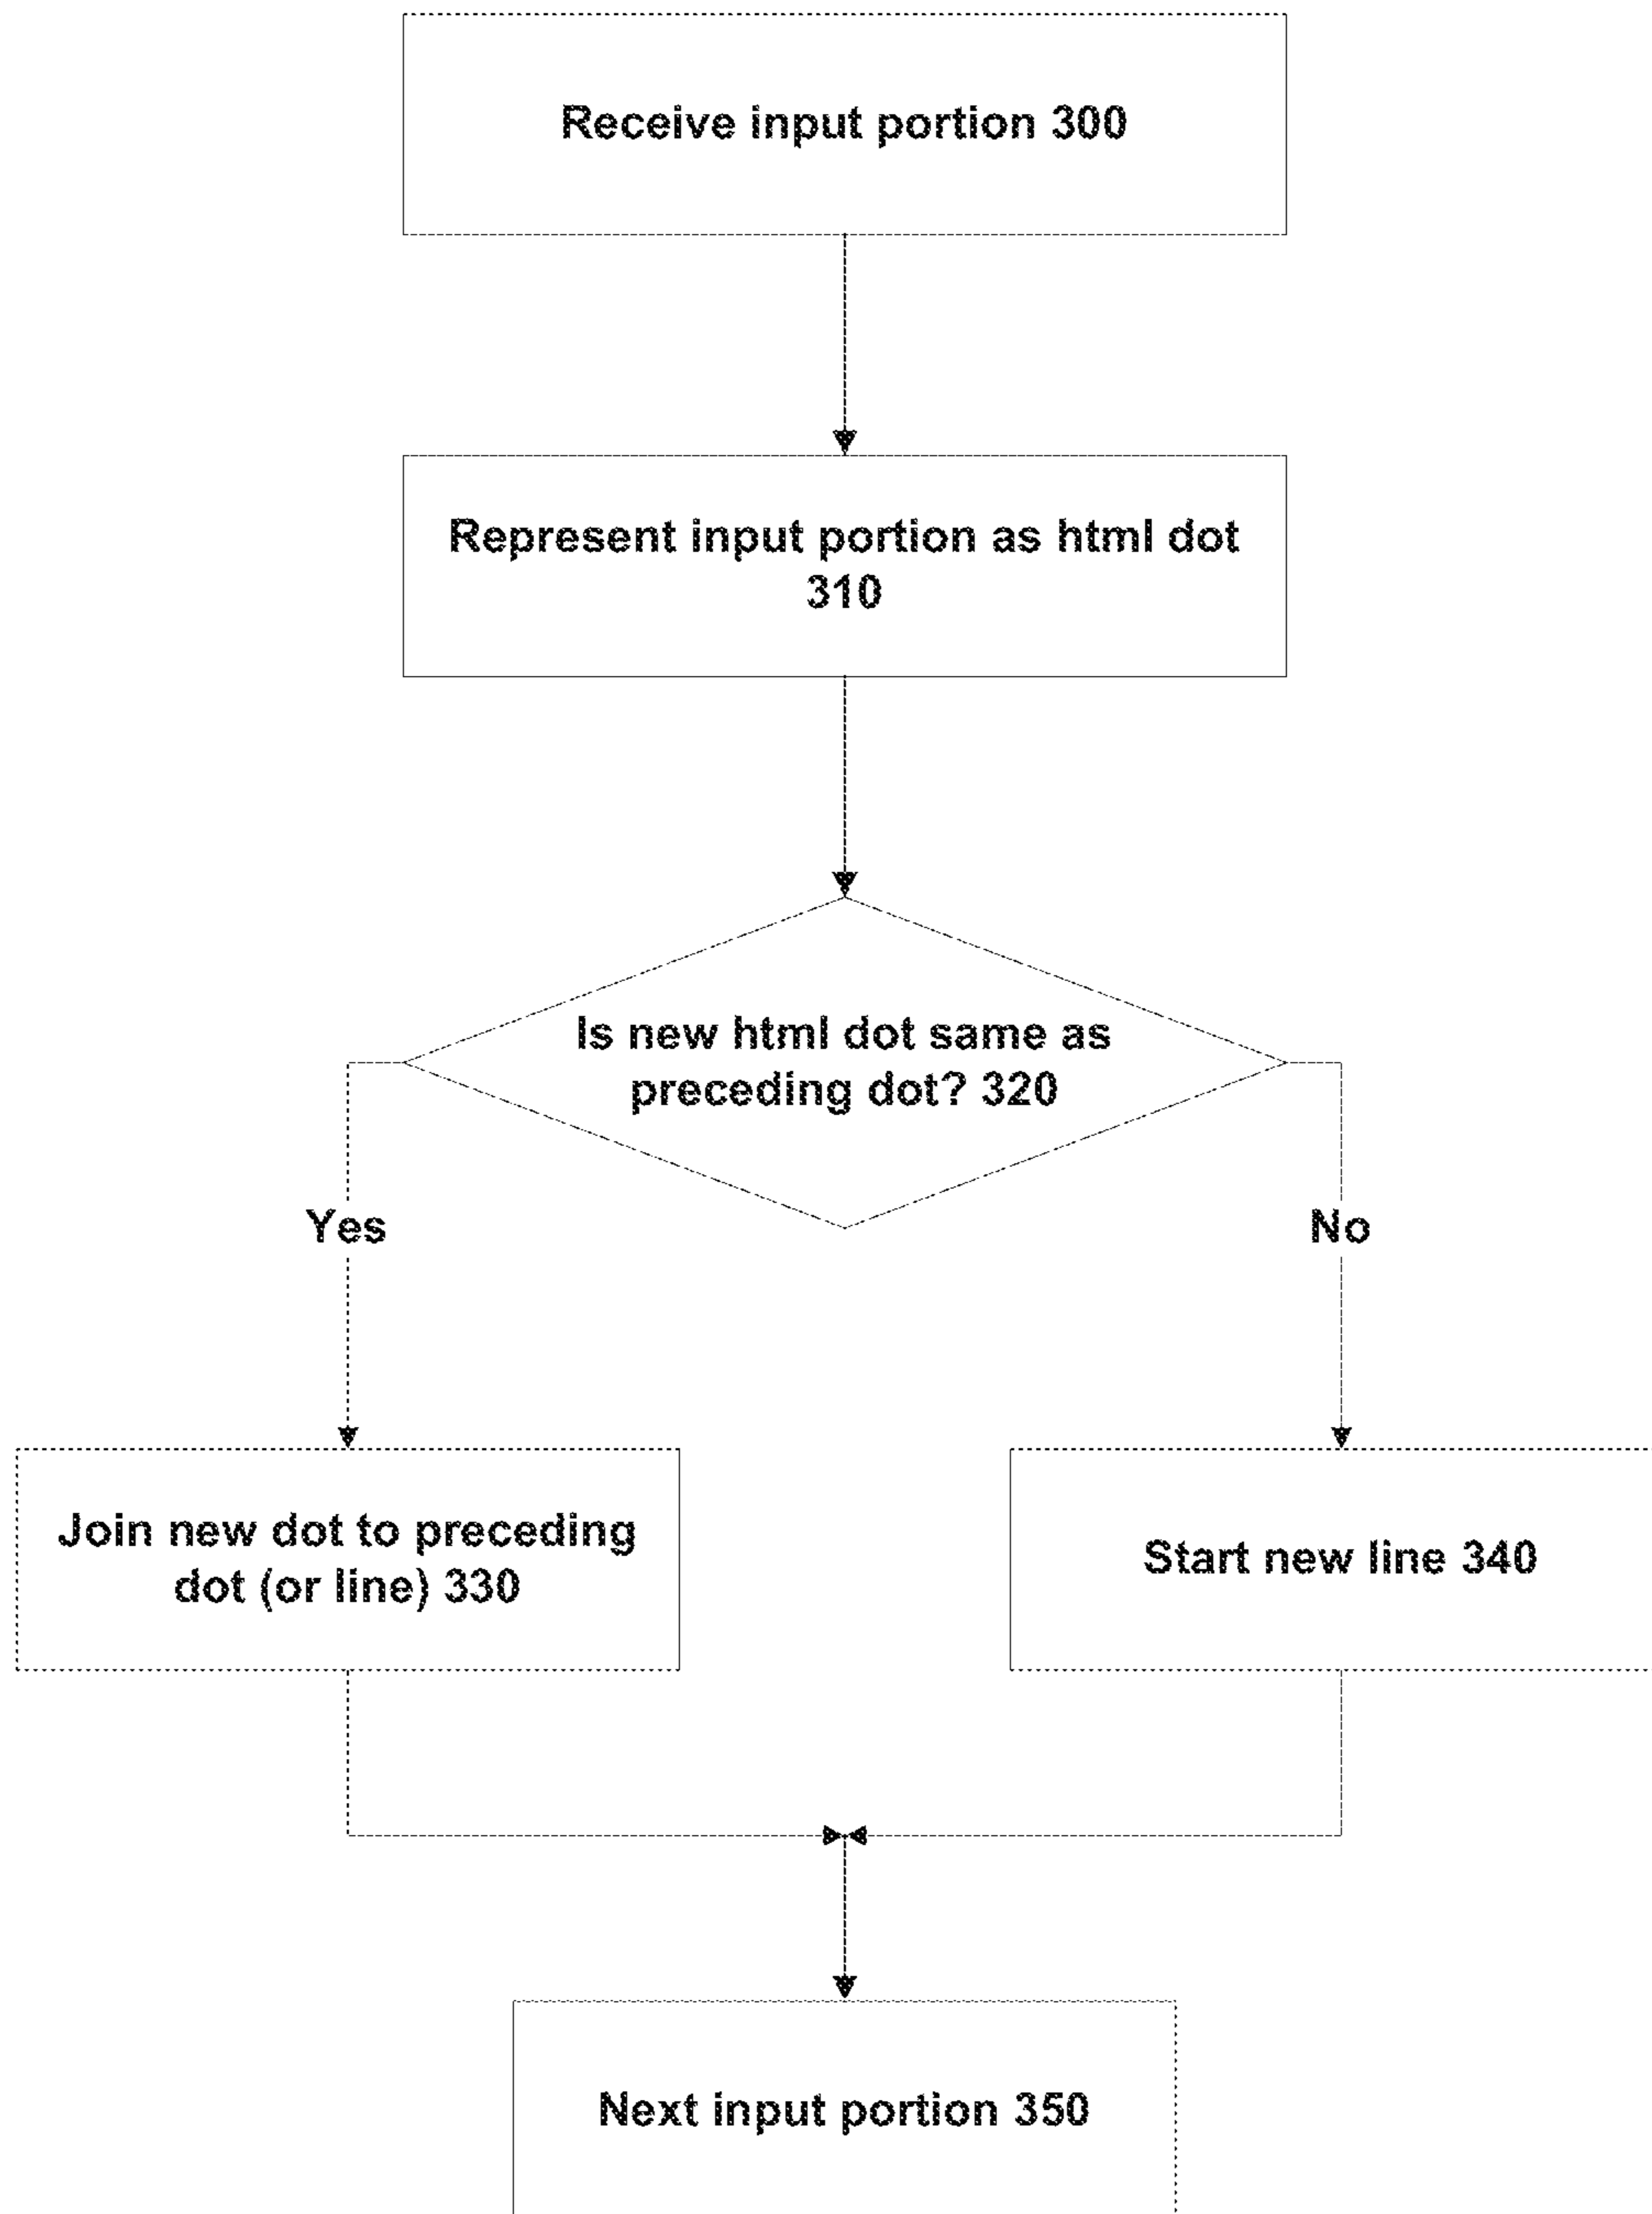 Receive input portion 300
Represent input portion as html dot
310
Is new html dot same as
preceding dot? 320
Yes
No
Join new dot to preceding
dot (or line) 330
Start new line 340
Next input portion 350